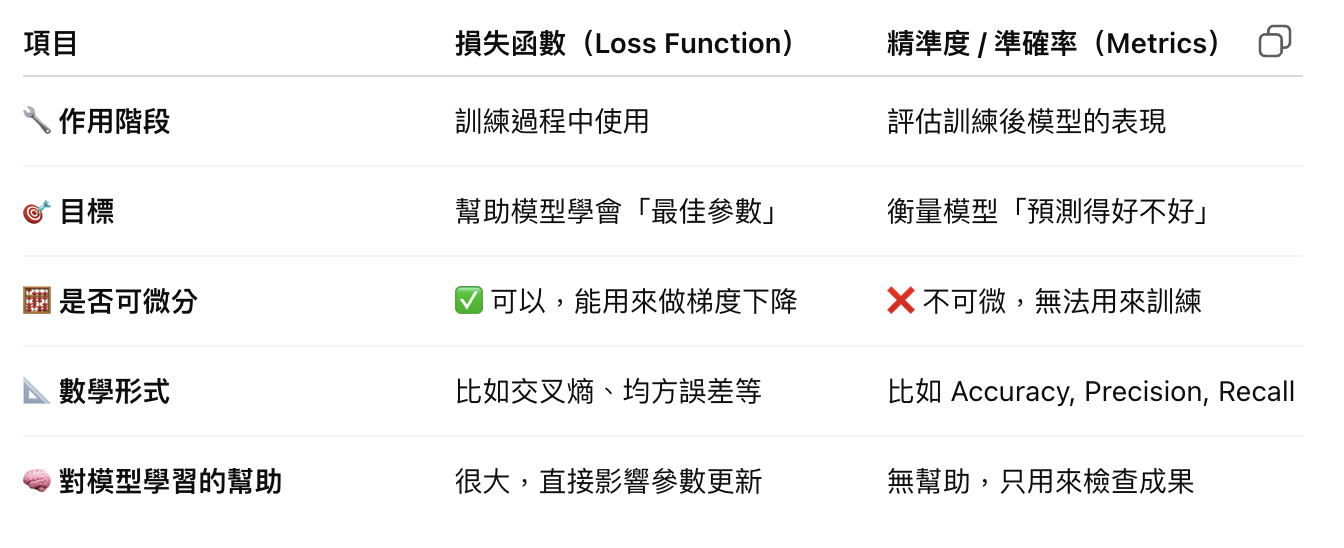 項目 損失函數（Loss Function） 精準度 / 準確率（Metrics）
🔧 作用階段 訓練過程中使用 評估訓練後模型的表現
🎯 目標 幫助模型學會「最佳參數」 衡量模型「預測得好不好」
🧮 是否可微分 ✅ 可以，能用來做梯度下降 ❌ 不可微，無法用來訓練
📐 數學形式 比如交叉熵、均方誤差等 比如 Accuracy, Precision, Recall
🧠 對模型學習的幫助 很大，直接影響參數更新 無幫助，只用來檢查成果